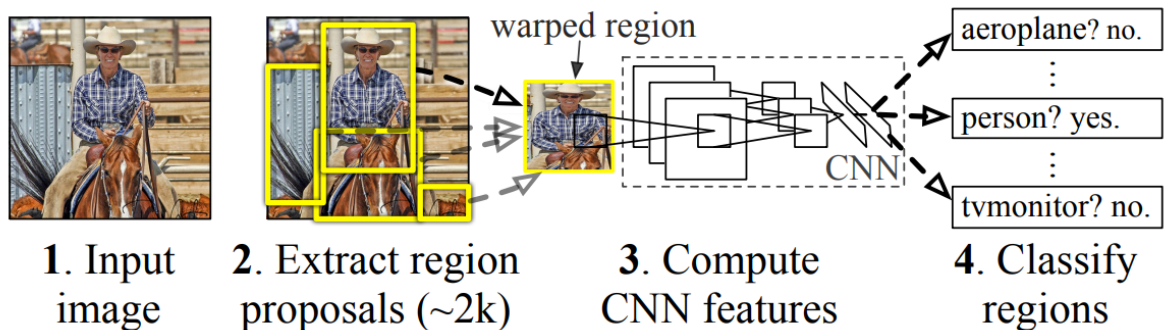 warped region
aeroplane? no.
⋮
person? yes.
CNN
⋮
tvmonitor? no.
1. Input
image
2. Extract region
proposals (~2k)
3. Compute
CNN features
4. Classify
regions